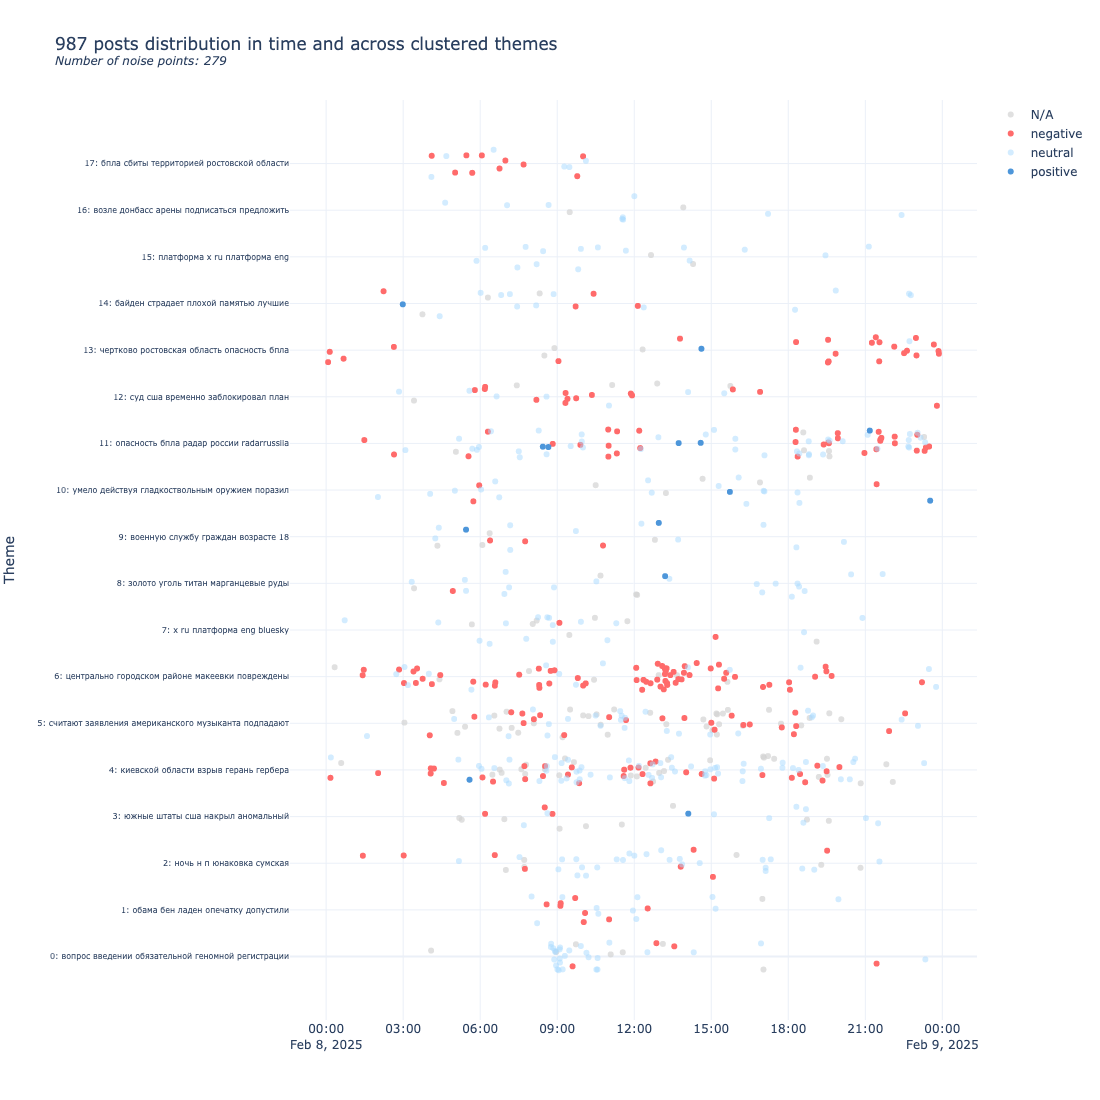 987 posts distribution in time and across clustered themes
Number of noise points: 279
N/A
negative
neutral
positive
Theme
17: бпла сбиты территорией ростовской области
16: возле донбасс арены подписаться предложить
15: платформа x ru платформа eng
14: байден страдает плохой памятью лучшие
13: чертково ростовская область опасность бпла
12: суд сша временно заблокировал план
11: опасность бпла радар россии radarrussiia
10: умело действуя гладкоствольным оружием поразил
9: военную службу граждан возрасте 18
8: золото уголь титан марганцевые руды
7: x ru платформа eng bluesky
6: центрально городском районе макеевки повреждены
5: считают заявления американского музыканта подпадают
4: киевской области взрыв герань гербера
3: южные штаты сша накрыл аномальный
2: ночь н п юнаковка сумская
1: обама бен ладен опечатку допустили
0: вопрос введении обязательной геномной регистрации
00:00 03:00 06:00 09:00 12:00 15:00 18:00 21:00 00:00
Feb 8, 2025 Feb 9, 2025